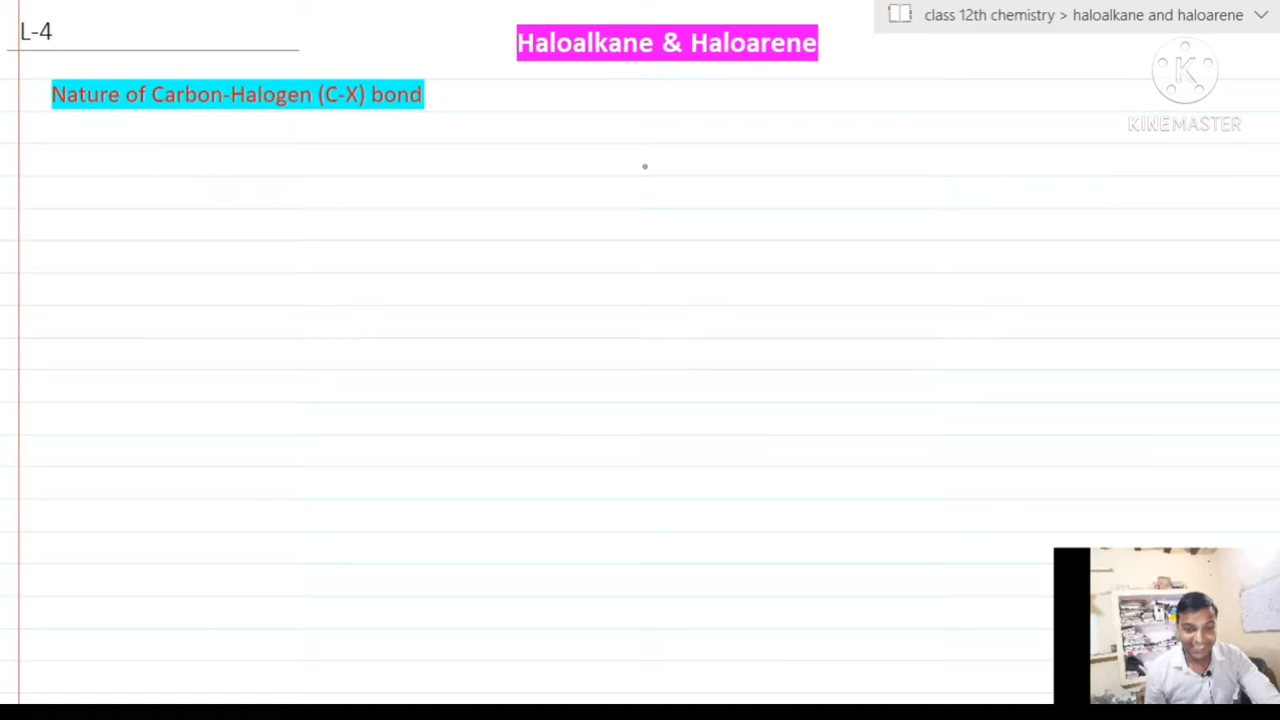 L-4
class 12th chemistry > haloalkane and haloarene
Haloalkane & Haloarene
K
KINEMASTER
Nature of Carbon-Halogen (C-X) bond